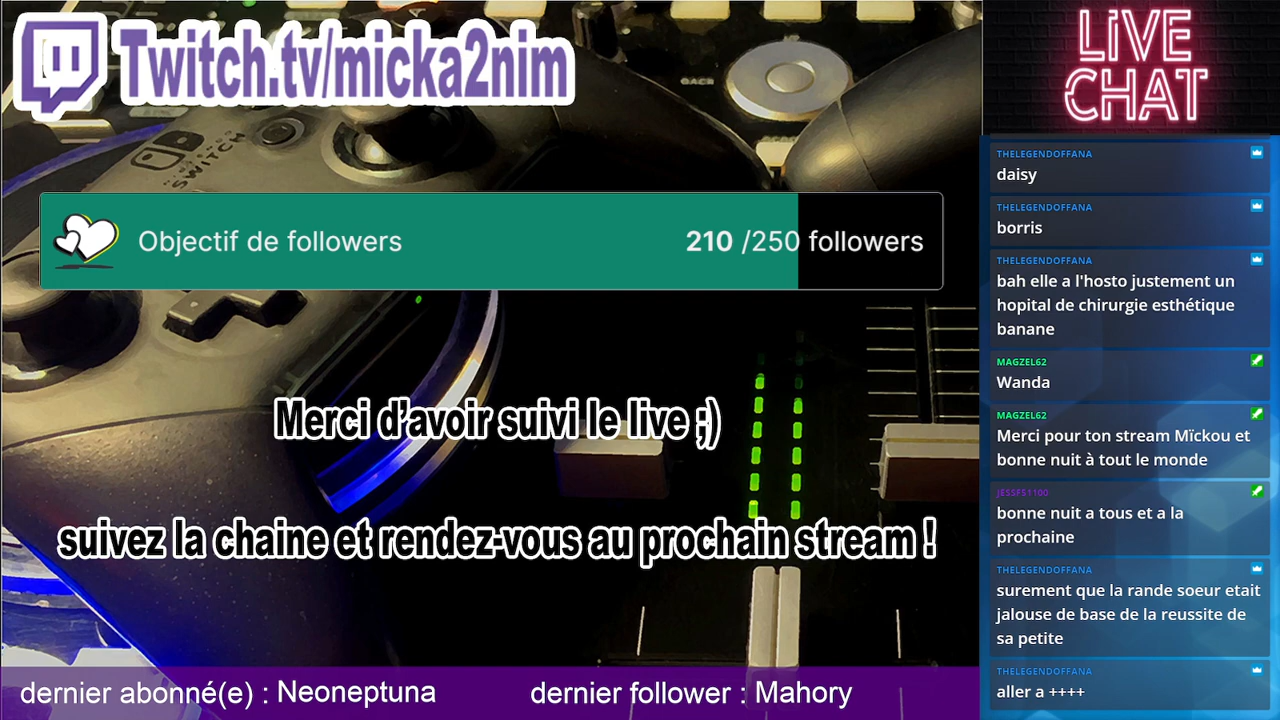 Twitch.tv/micka2nim
SWITCH
Objectif de followers
210 /250 followers
Merci d'avoir suivi le live ;)
suivez la chaine et rendez-vous au prochain stream !
dernier abonné(e) : Neoneptuna
dernier follower : Mahory
LIVE
CHAT
THELEGENDOFFANA
daisy
THELEGENDOFFANA
borris
THELEGENDOFFANA
bah elle a l'hosto justement un
hopital de chirurgie esthétique
banane
MAGZEL62
Wanda
MAGZEL62
Merci pour ton stream Mïckou et
bonne nuit à tout le monde
JESSF51100
bonne nuit a tous et a la
prochaine
THELEGENDOFFANA
surement que la rande soeur etait
jalouse de base de la reussite de
sa petite
THELEGENDOFFANA
aller a ++++